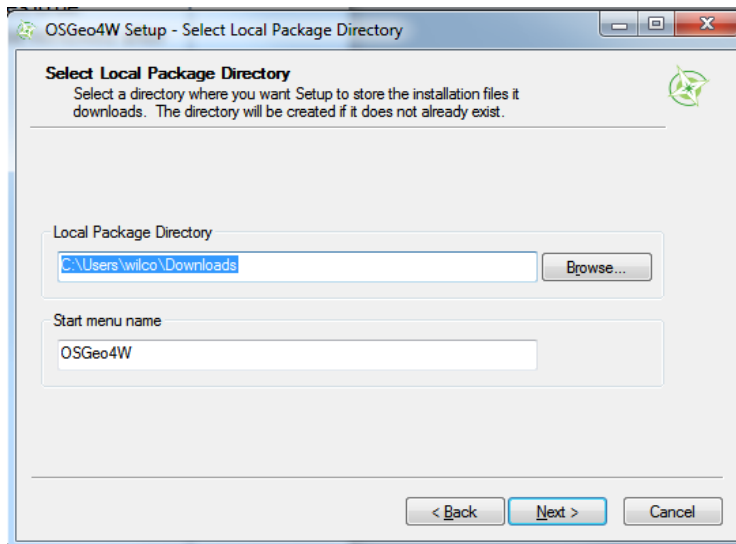 OSGeo4W Setup - Select Local Package Directory
Select Local Package Directory
Select a directory where you want Setup to store the installation files it
downloads.  The directory will be created if it does not already exist.
Local Package Directory
C:\Users\wilco\Downloads
Browse...
Start menu name
OSGeo4W
< Back
Next >
Cancel